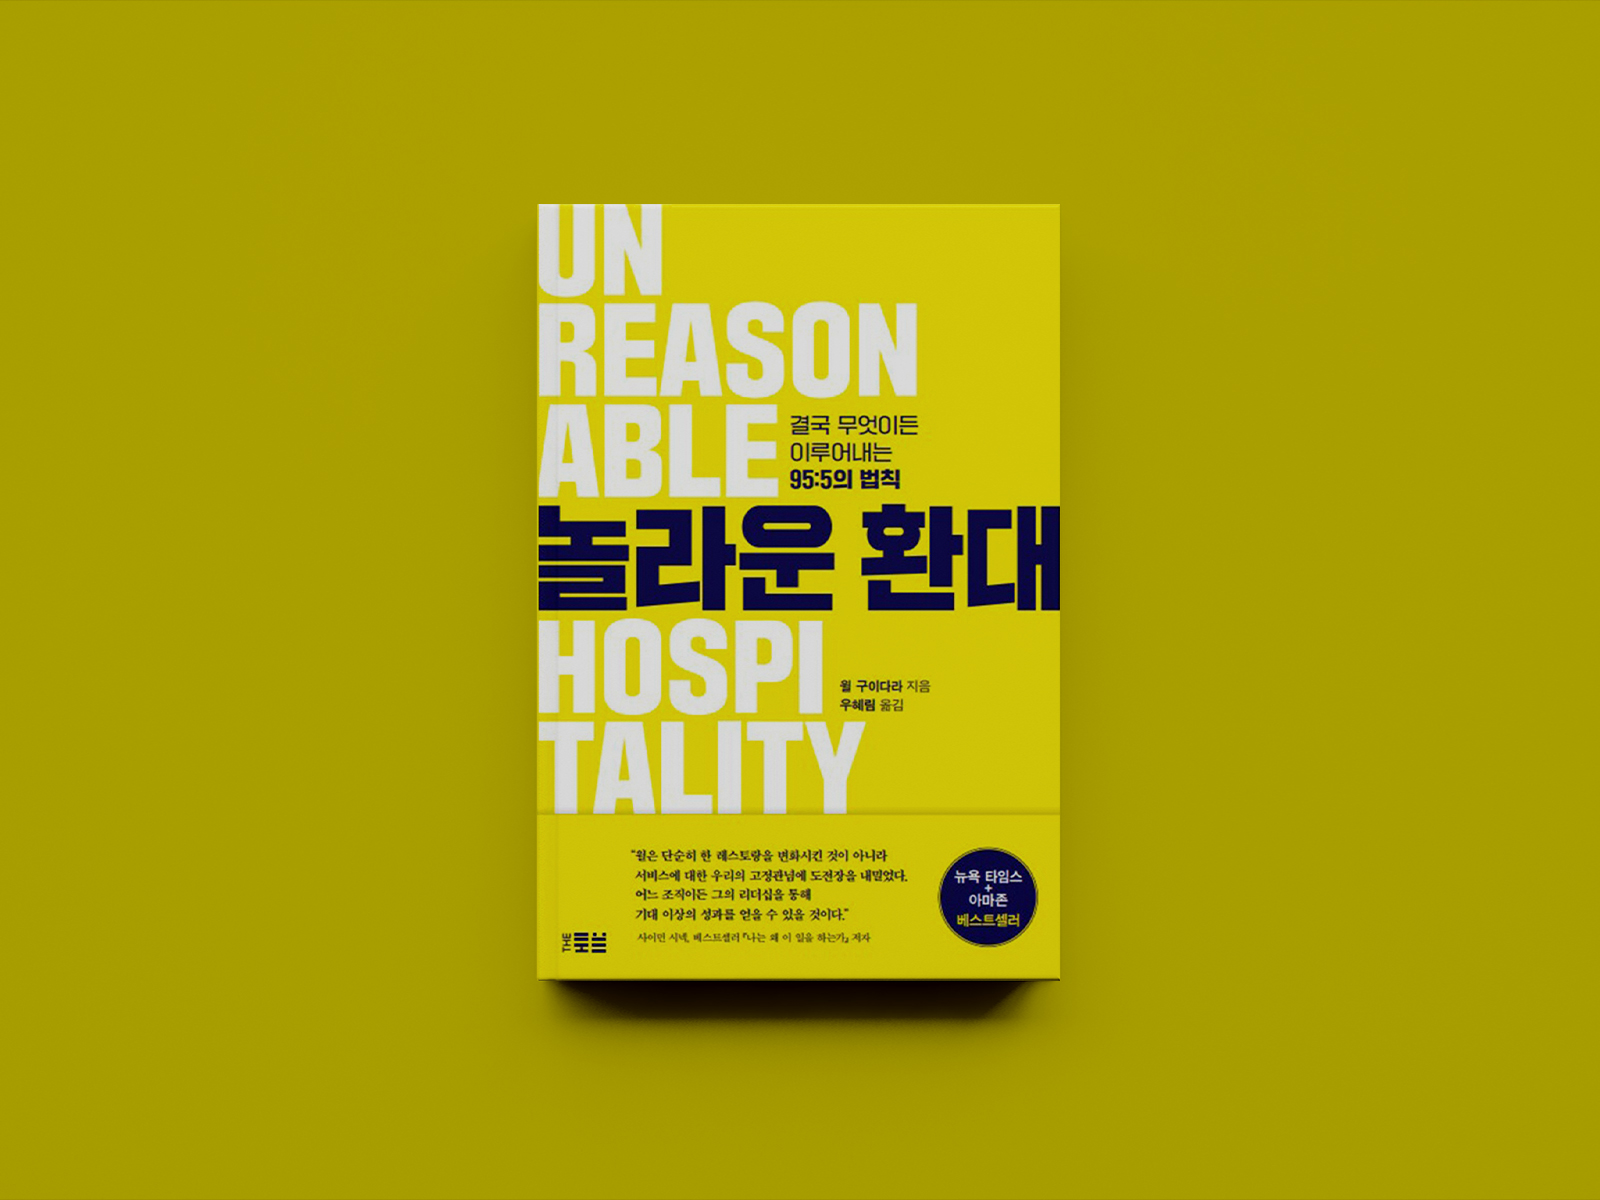 UN
REASON
ABLE
결국 무엇이든
이루어내는
95:5의 법칙
놀라운 환대
HOSPI
TALITY
윌 구이다라 지음
우혜림 옮김
“윌은 단순히 한 레스토랑을 변화시킨 것이 아니라
서비스에 대한 우리의 고정관념에 도전장을 내밀었다.
어느 조직이든 그의 리더십을 통해
기대 이상의 성과를 얻을 수 있을 것이다.”
사이먼 시넥, 베스트셀러 『나는 왜 이 일을 하는가』 저자
뉴욕 타임스
+
아마존
베스트셀러
THE